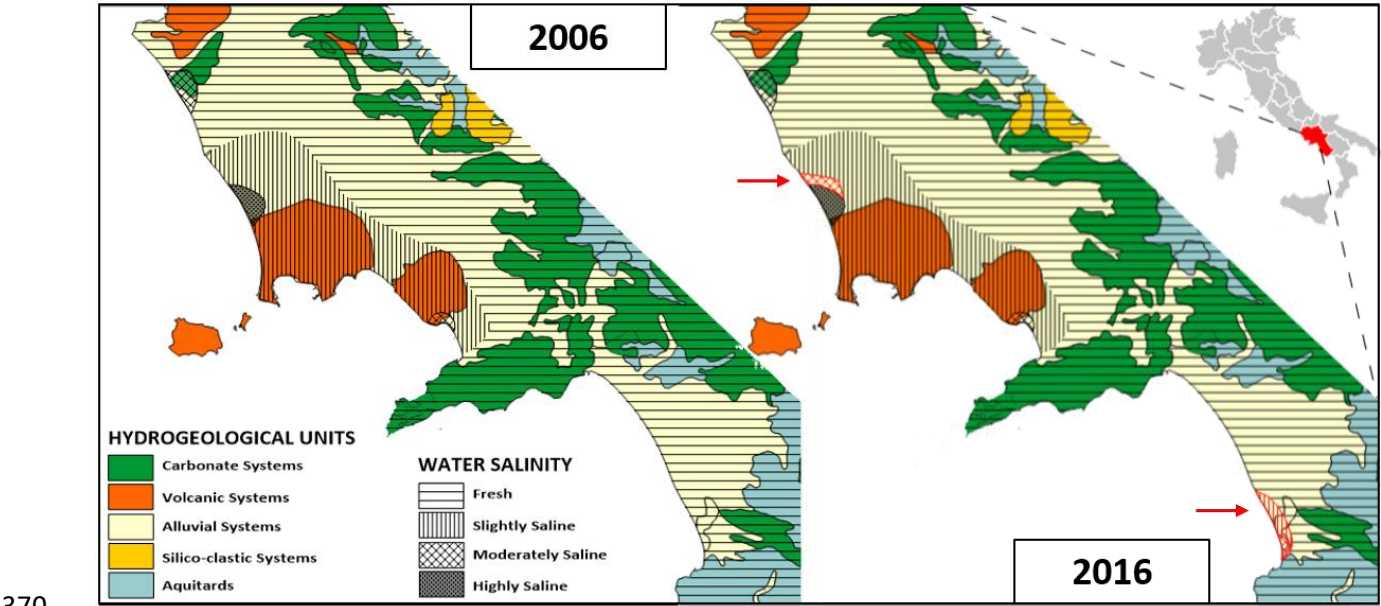 2006
HYDROGEOLOGICAL UNITS
Carbonate Systems
Volcanic Systems
Alluvial Systems
Silico-clastic Systems
Aquitards
WATER SALINITY
Fresh
Slightly Saline
Moderately Saline
Highly Saline
2016
370